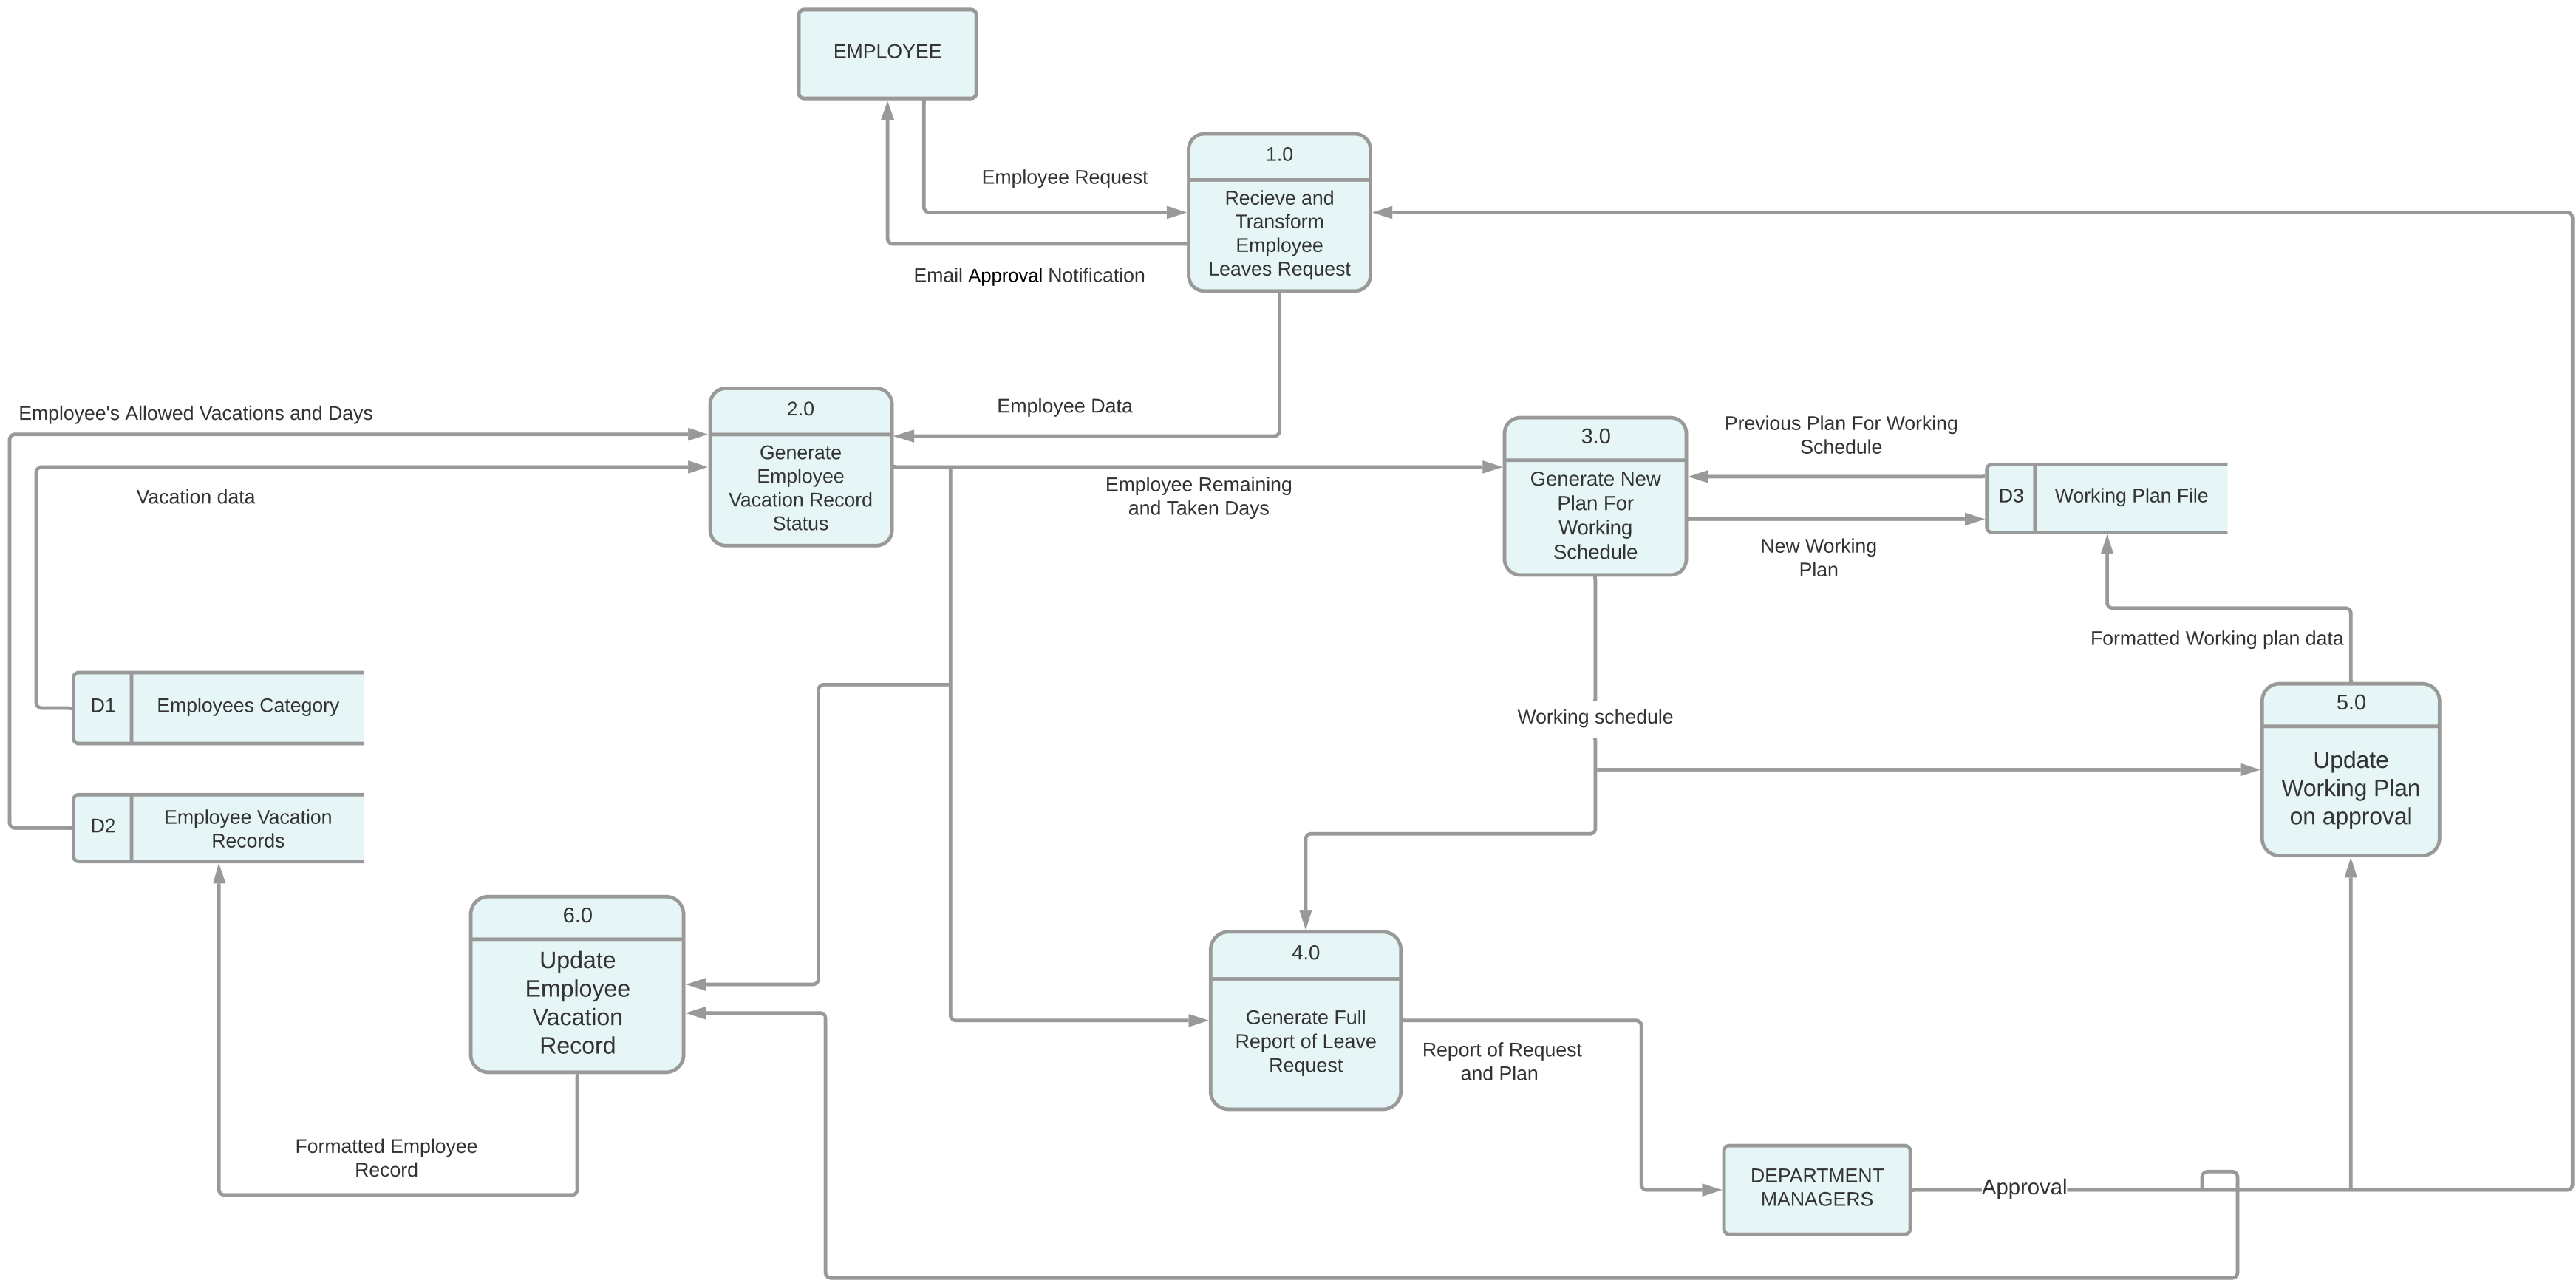 EMPLOYEE
1.0
Recieve and
Transform
Employee
Leaves Request
Employee Request
Email Approval Notification
Employee's Allowed Vacations and Days
Vacation data
2.0
Generate
Employee
Vacation Record
Status
Employee Data
Employee Remaining
and Taken Days
3.0
Generate New
Plan For
Working
Schedule
Previous Plan For Working
Schedule
New Working
Plan
D3
Working Plan File
Formatted Working plan data
D1
Employees Category
D2
Employee Vacation
Records
Working schedule
5.0
Update
Working Plan
on approval
6.0
Update
Employee
Vacation
Record
4.0
Generate Full
Report of Leave
Request
Report of Request
and Plan
Formatted Employee
Record
DEPARTMENT
MANAGERS
Approval